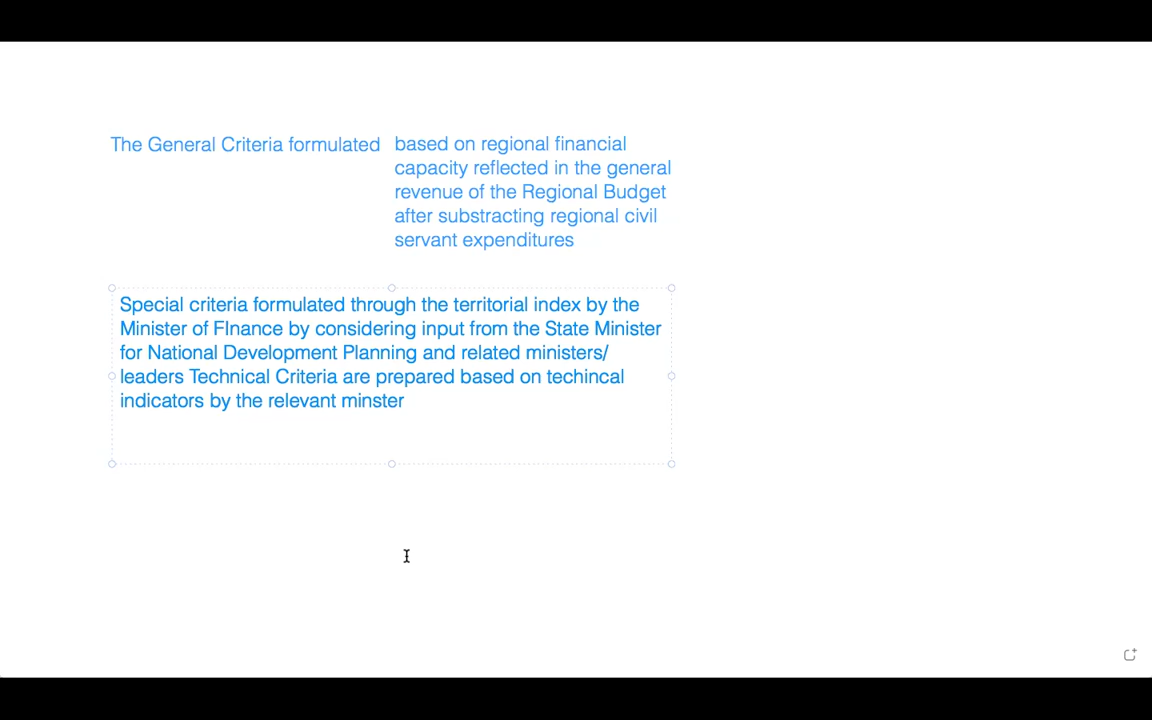 The General Criteria formulated
based on regional financial
capacity reflected in the general
revenue of the Regional Budget
after substracting regional civil
servant expenditures
Special criteria formulated through the territorial index by the
Minister of FInance by considering input from the State Minister
for National Development Planning and related ministers/
leaders Technical Criteria are prepared based on techincal
indicators by the relevant minster